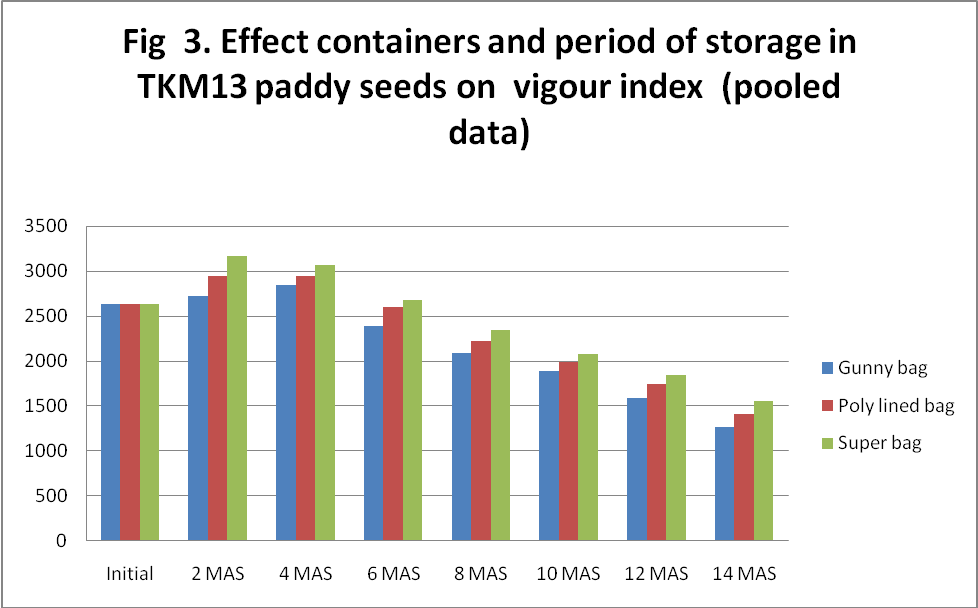 Fig 3. Effect containers and period of storage in
TKM13 paddy seeds on vigour index (pooled
data)
3500
3000
2500
2000
1500
1000
500
0
Initial 2 MAS 4 MAS 6 MAS 8 MAS 10 MAS 12 MAS 14 MAS
Gunny bag
Poly lined bag
Super bag